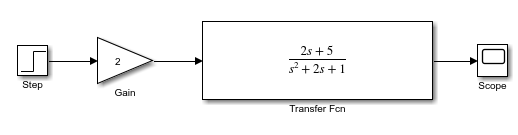 2
2s + 5
s² + 2s + 1
Step
Gain
Transfer Fcn
Scope